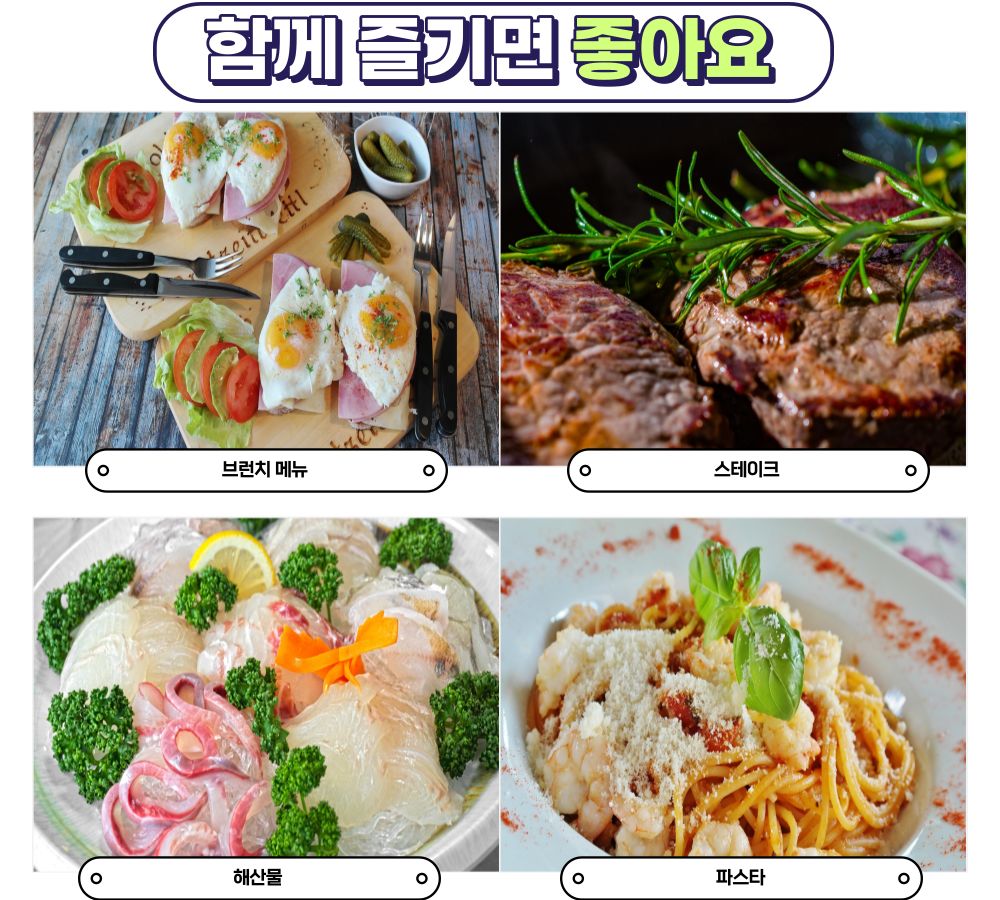 함께 즐기면 좋아요
브런치 메뉴
스테이크
해산물
파스타